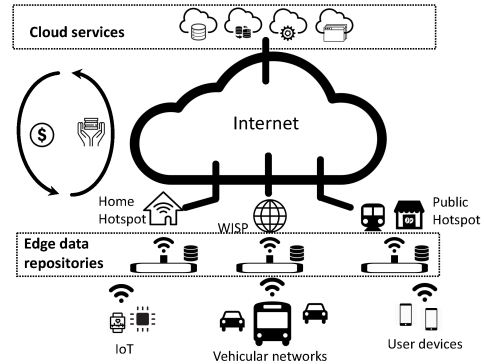 Cloud services
Internet
$
Home
Hotspot
WISP
Public
Hotspot
Edge data
repositories
IoT
Vehicular networks
User devices